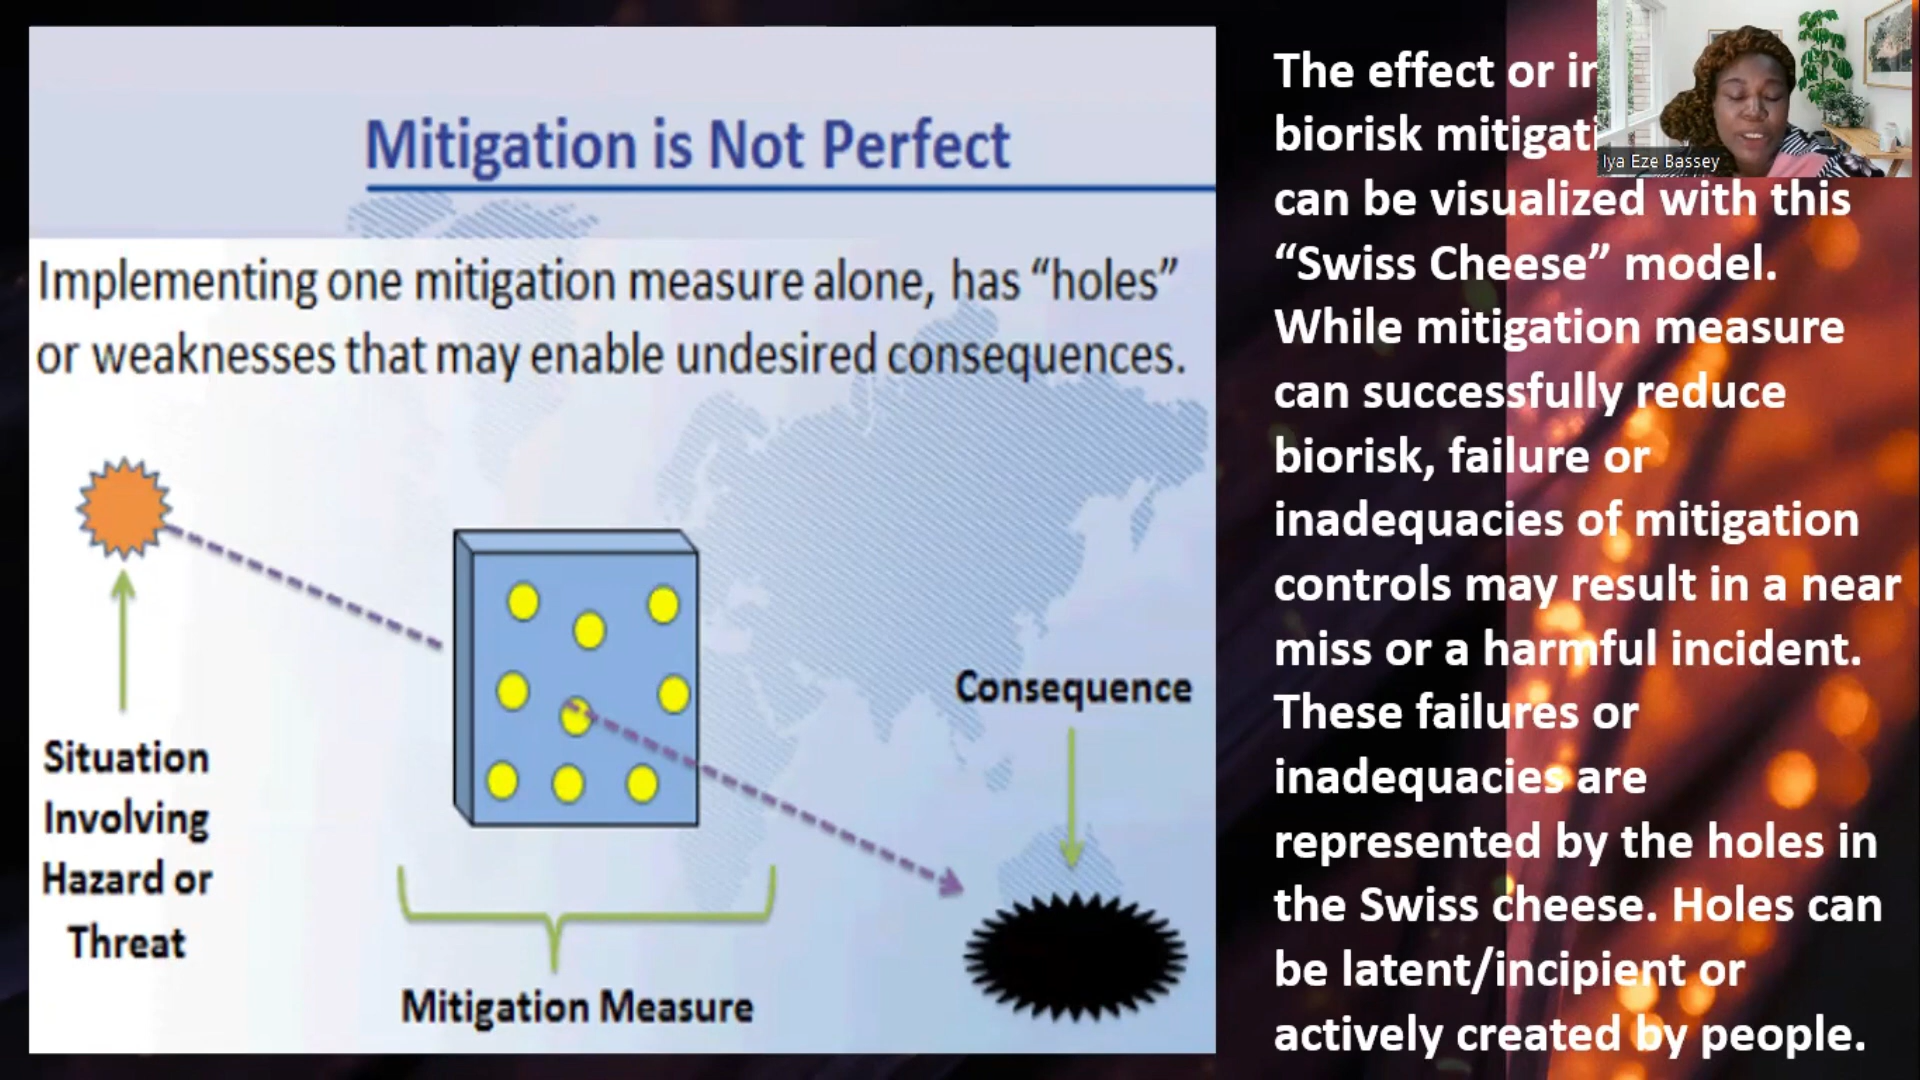 Mitigation is Not Perfect
Implementing one mitigation measure alone, has “holes”
or weaknesses that may enable undesired consequences.
Situation
Involving
Hazard or
Threat
Mitigation Measure
Consequence
The effect or
biorisk
can be visualized with this
“Swiss Cheese” model.
While mitigation measure
can successfully reduce
biorisk, failure or
inadequacies of mitigation
controls may result in a near
miss or a harmful incident.
These failures or
inadequacies are
represented by the holes in
the Swiss cheese. Holes can
be latent/incipient or
actively created by people.
Iya Eze Bassey